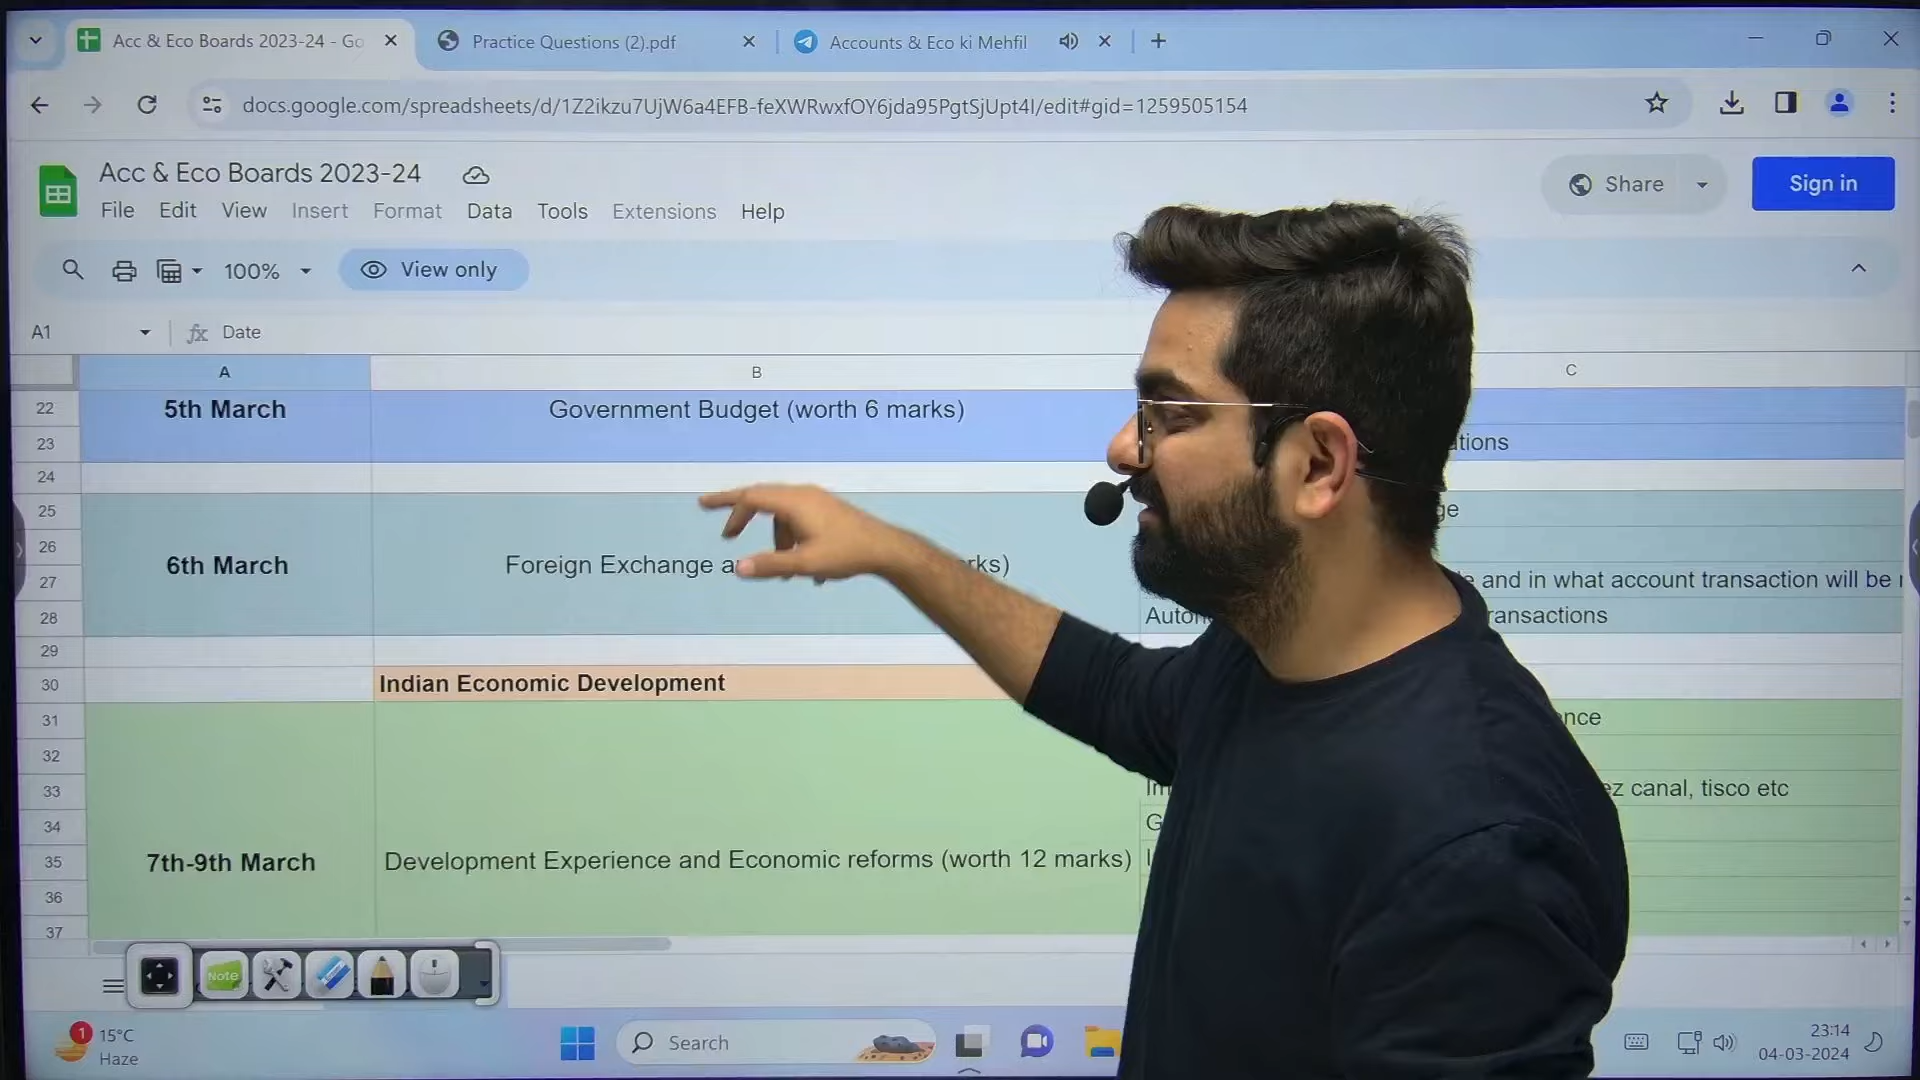 Acc & Eco Boards 2023-24 - Go
Practice Questions (2).pdf
Accounts & Eco ki Mehfil
docs.google.com/spreadsheets/d/1Z2ikzu7UjW6a4EFB-feXWRwxfOY6jda95PgtSjUpt4I/edit#gid=1259505154
Acc & Eco Boards 2023-24
Share
Sign in
File Edit View Insert Format Data Tools Extensions Help
100%
View only
A1
fx Date
A B C
22 5th March Government Budget (worth 6 marks)
23
24
25
26
6th March Foreign Exchange
27 and in what account transaction will be
28 ransactions
29
30 Indian Economic Development
31
32
33 ez canal, tisco etc
34
35 7th-9th March Development Experience and Economic reforms (worth 12 marks)
36
37
Note
1
15°C
Haze
Search
23:14
04-03-2024